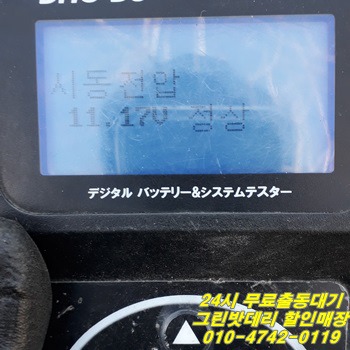 시동전압
11.17V 정상
デジタル バッテリー&システムテスター
24시 무료출동대기
그린밧데리 할인매장
010-4742-0119